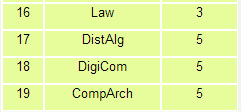 16 Law 3
17 DistAlg 5
18 DigiCom 5
19 CompArch 5